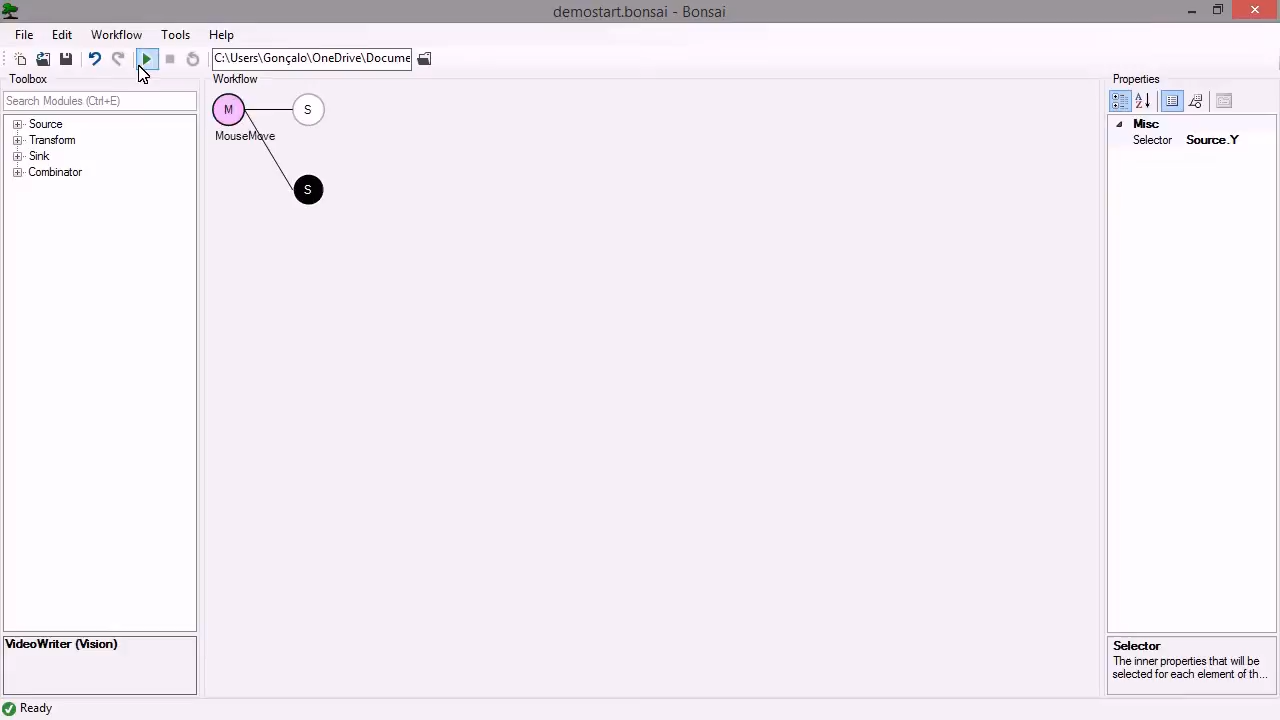 demostart.bonsai - Bonsai
File Edit Workflow Tools Help
C:\Users\Gonçalo\OneDrive\Docume
Toolbox
Workflow
Properties
Search Modules (Ctrl+E)
Source
Transform
Sink
Combinator
M
S
MouseMove
S
A
Z
Misc
Selector Source.Y
VideoWriter (Vision)
Selector
The inner properties that will be
selected for each element of th...
Ready